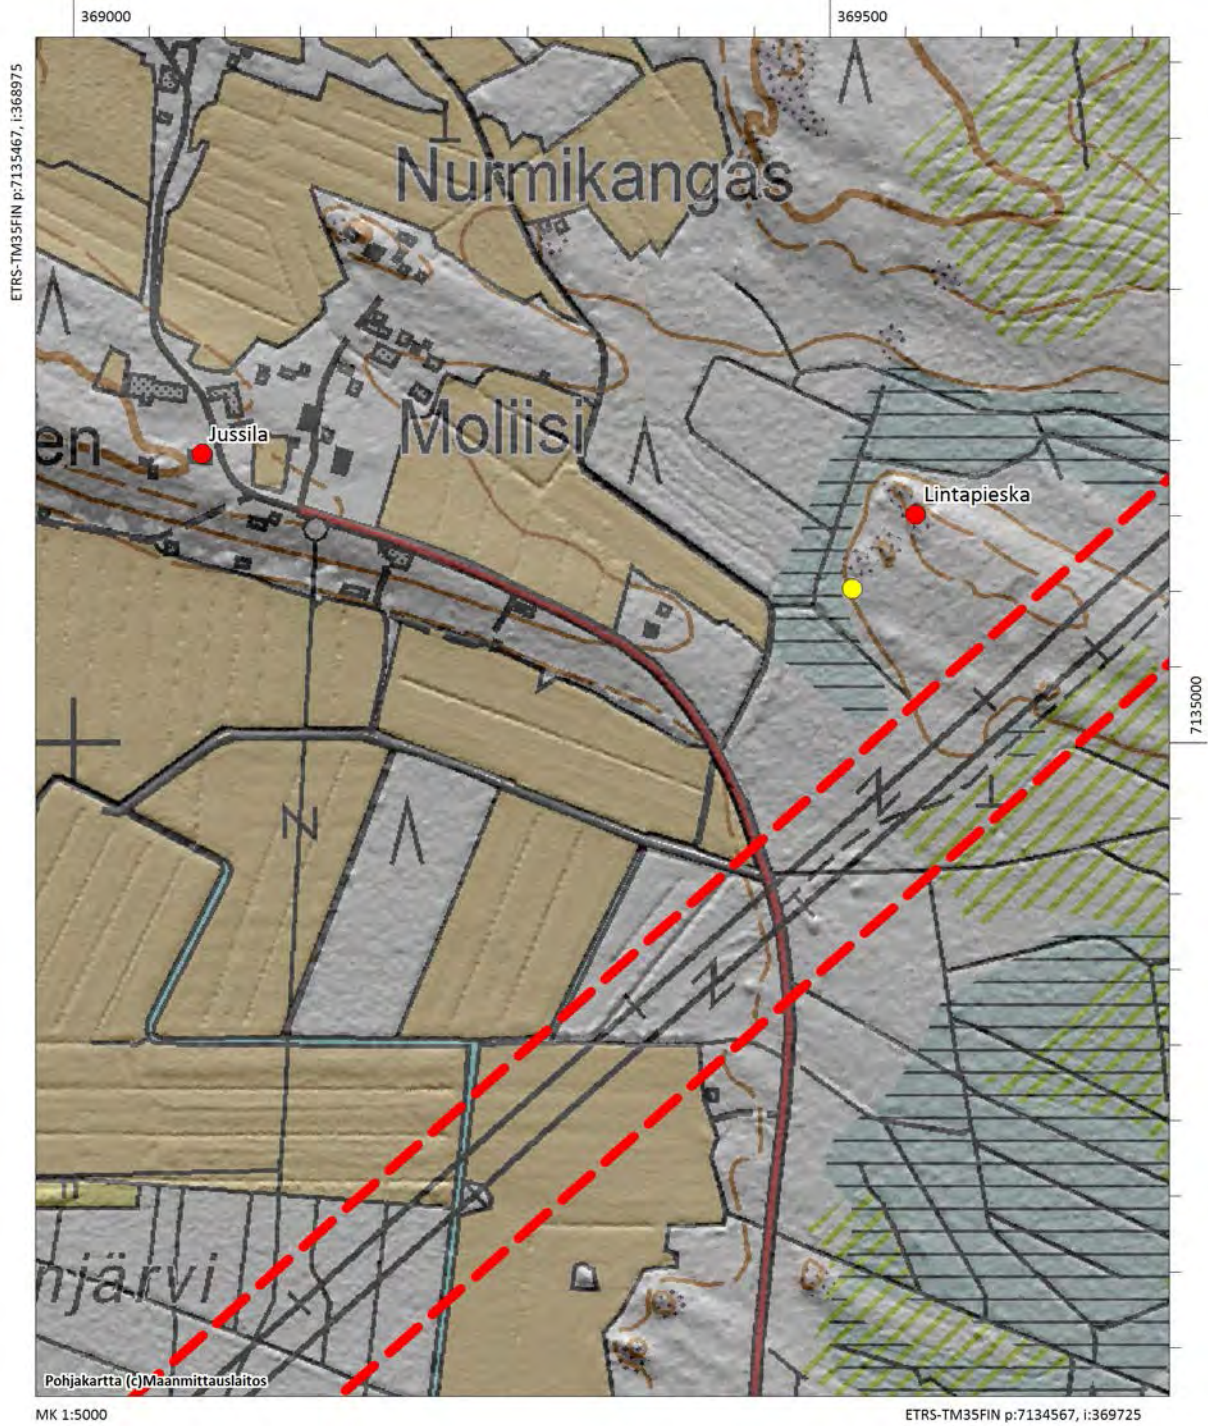 369000
369500
ETRS-TM35FIN p:7135467, i:368975
Nurmikangas
Moliisi
en
Jussila
Lintapieska
7135000
njärvi
Pohjakartta (c)Maanmittauslaitos
MK 1:5000
ETRS-TM35FIN p:7134567, i:369725